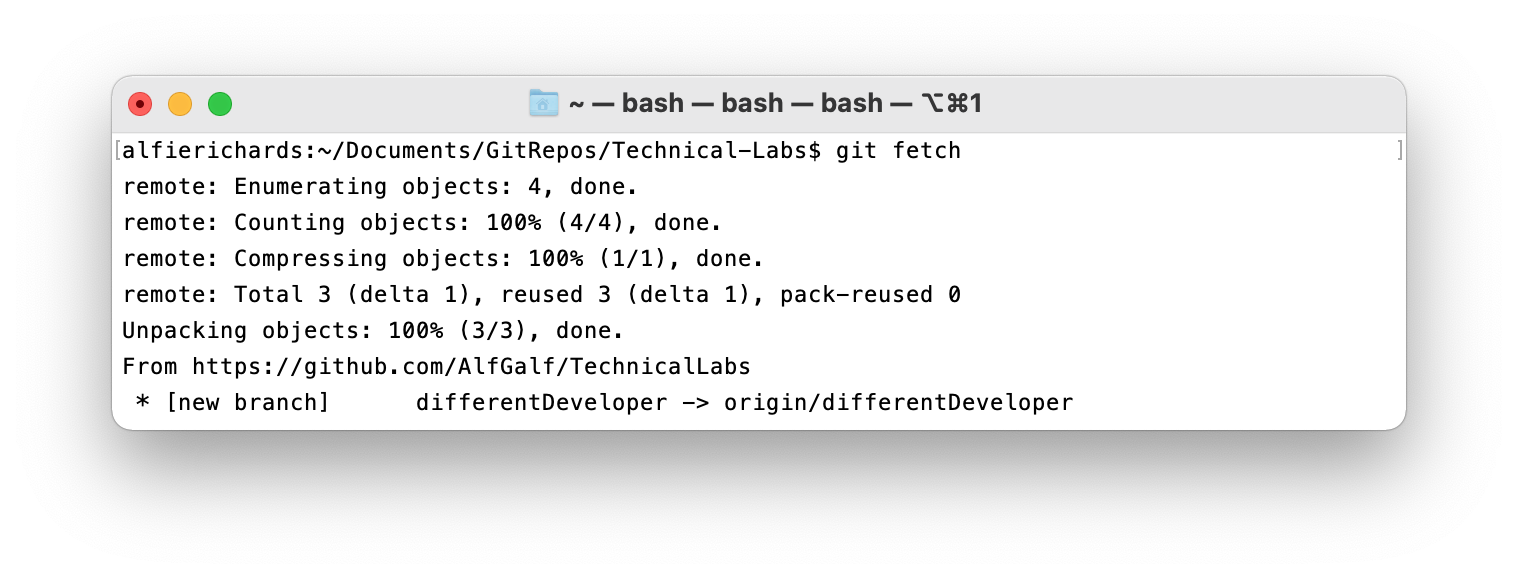 ~ — bash — bash — bash — ⌥⌘1
[alfierichards:~/Documents/GitRepos/Technical-Labs$ git fetch ]
remote: Enumerating objects: 4, done.
remote: Counting objects: 100% (4/4), done.
remote: Compressing objects: 100% (1/1), done.
remote: Total 3 (delta 1), reused 3 (delta 1), pack-reused 0
Unpacking objects: 100% (3/3), done.
From https://github.com/AlfGalf/TechnicalLabs
 * [new branch]      differentDeveloper -> origin/differentDeveloper